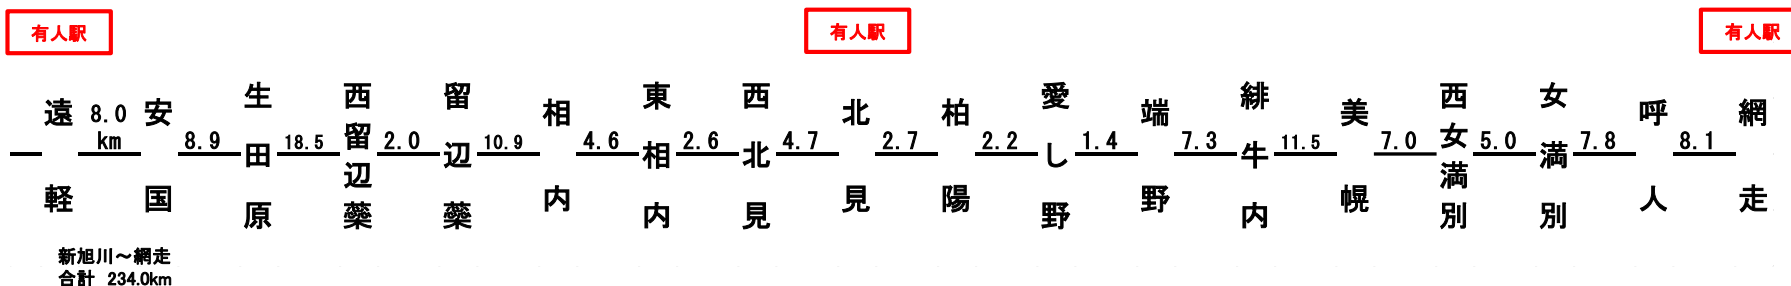 有人駅
有人駅
有人駅
遠軽
8.0
km
安国
8.9
生田原
18.5
西留辺蘂
2.0
留辺蘂
10.9
相内
4.6
東相内
2.6
西北見
4.7
北見
2.7
柏陽
2.2
愛し野
1.4
端野
7.3
緋牛内
11.5
美幌
7.0
西女満別
5.0
女満別
7.8
呼人
8.1
網走
新旭川～網走
合計 234.0km